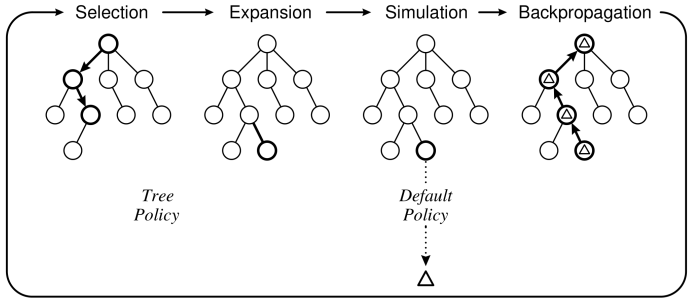 Selection
Expansion
Simulation
Backpropagation
Tree
Policy
Default
Policy